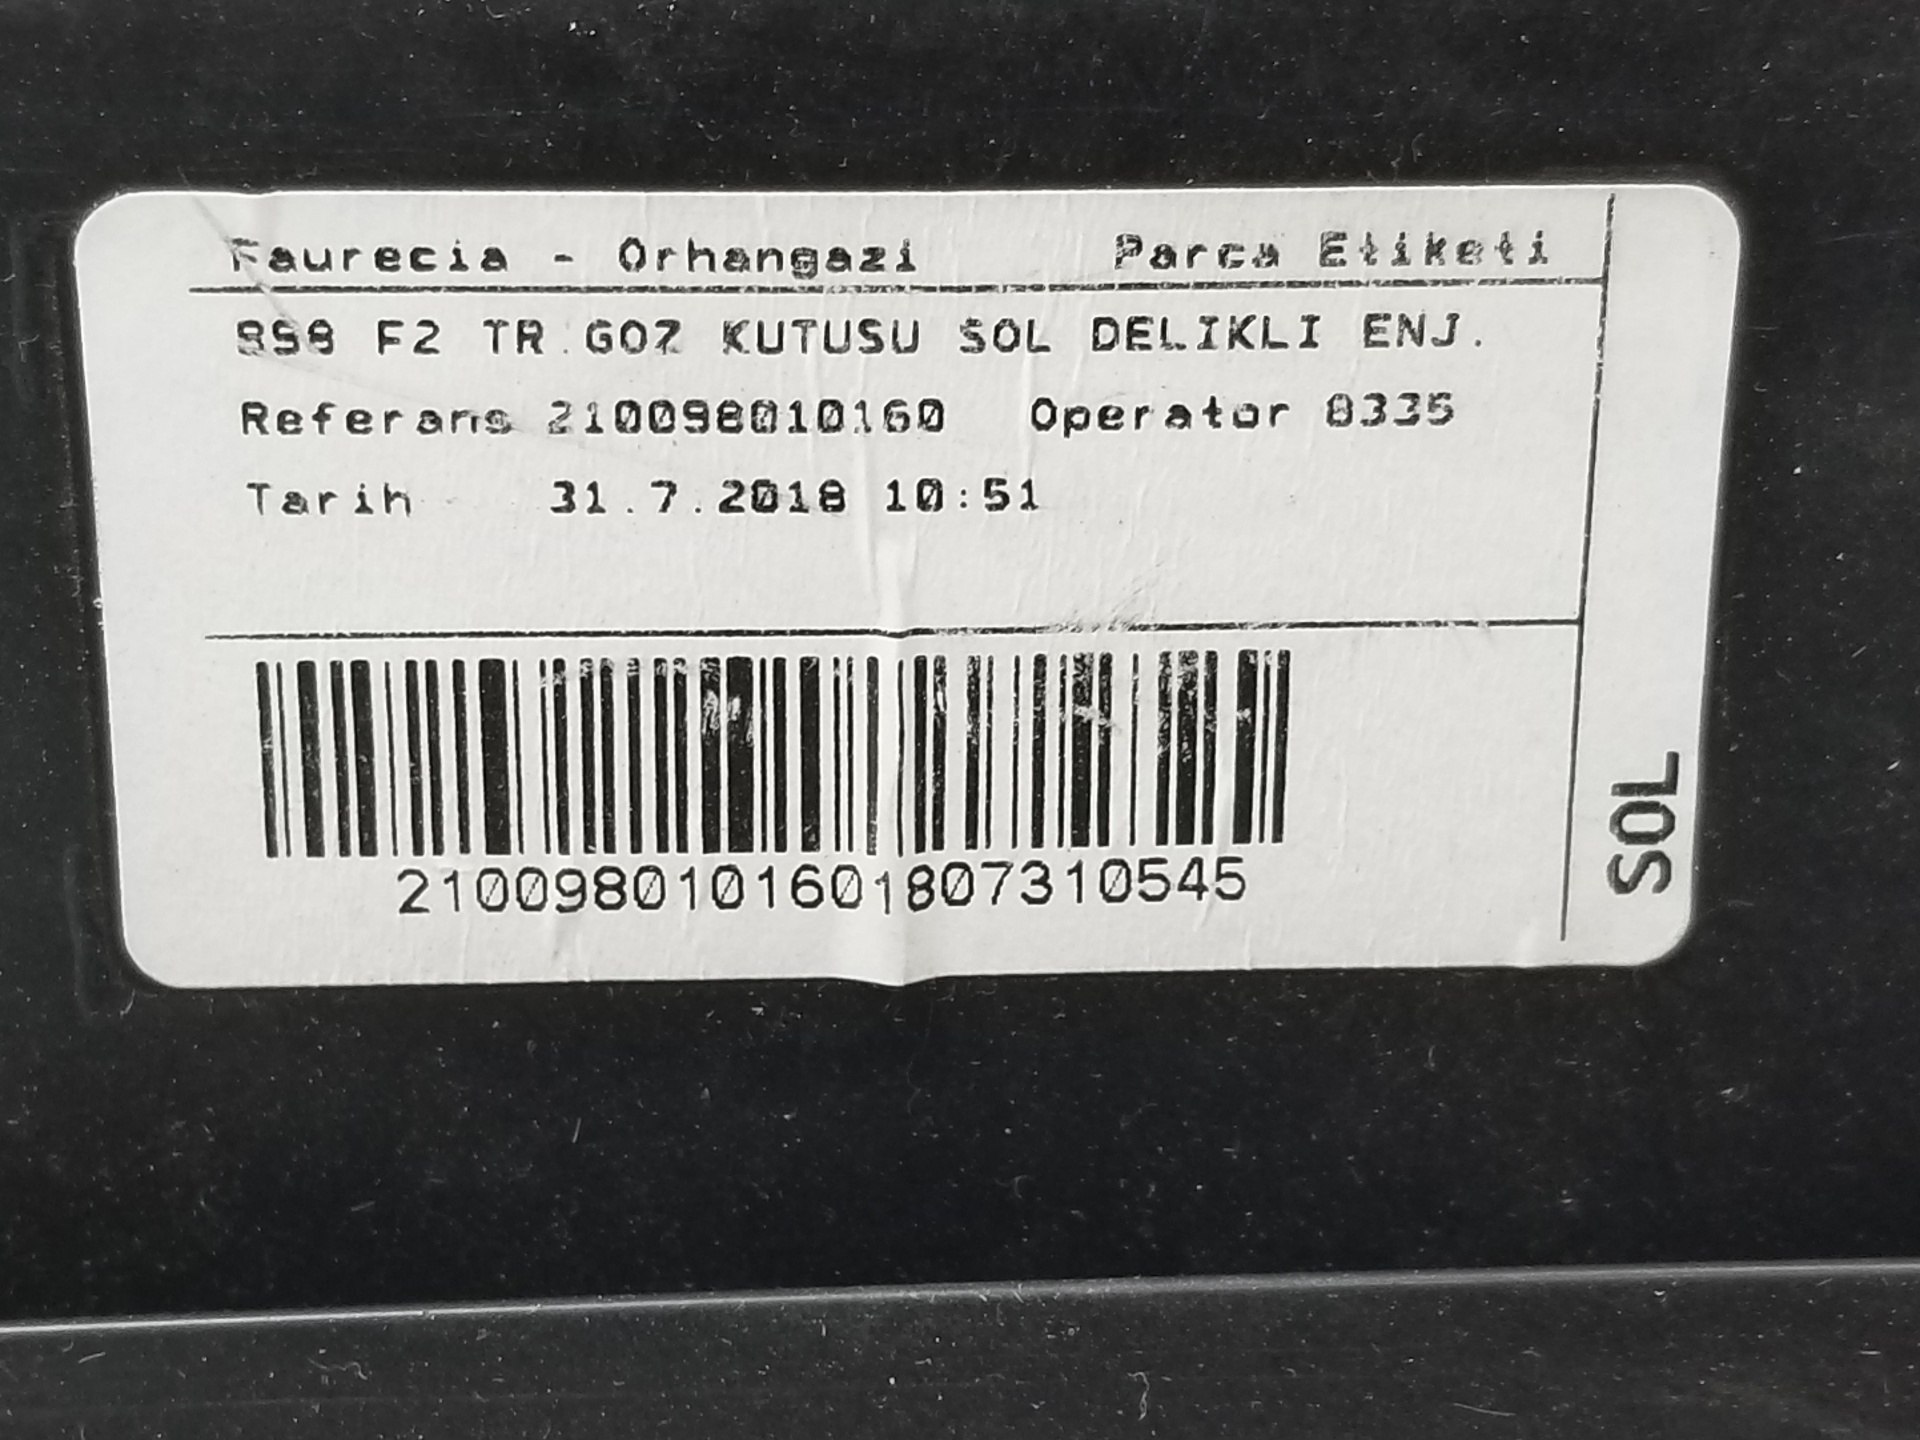 Faurecia - Orhangazi Parca Etiketi
898 F2 TR.GOZ KUTUSU SOL DELIKLI ENJ.
Referans 210098010160 Operator 8335
Tarih 31.7.2018 10:51
2100980101601807310545
SOL